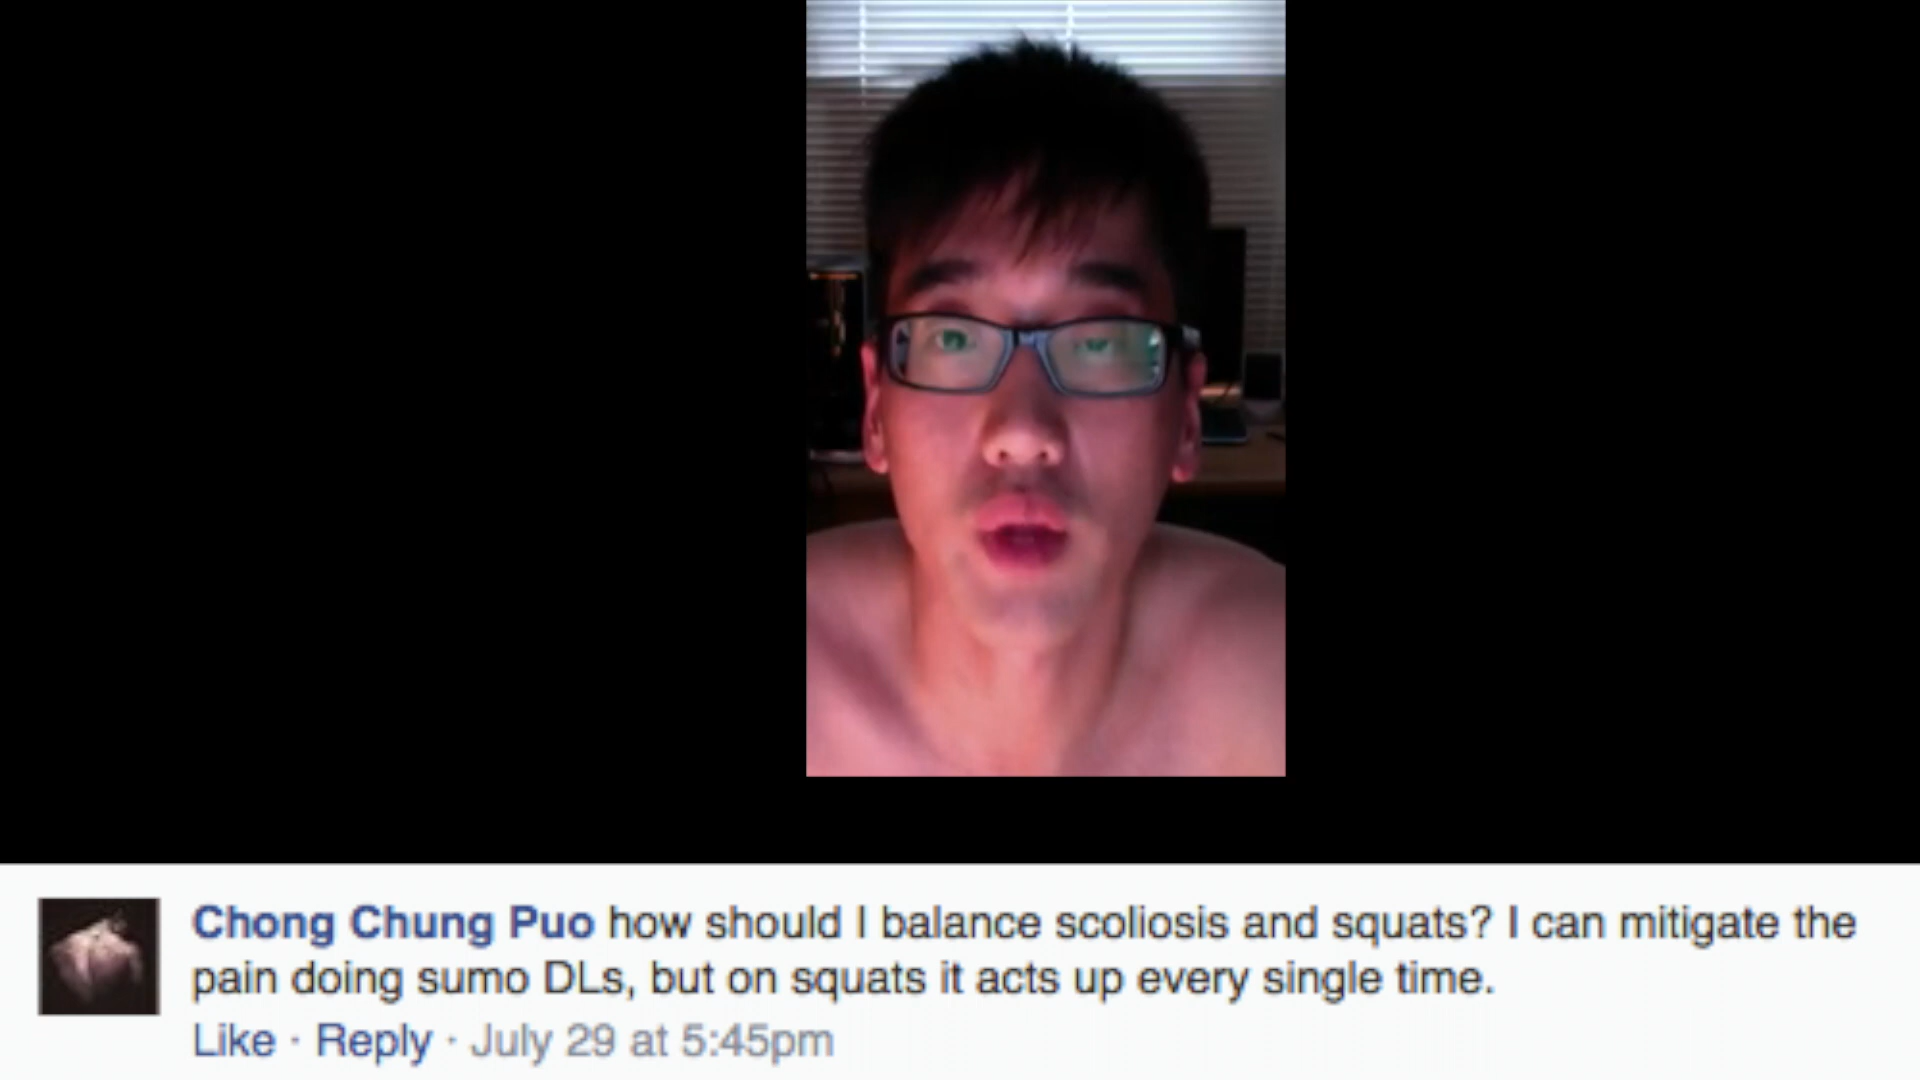 Chong Chung Puo how should I balance scoliosis and squats? I can mitigate the
pain doing sumo DLs, but on squats it acts up every single time.
Like · Reply · July 29 at 5:45pm